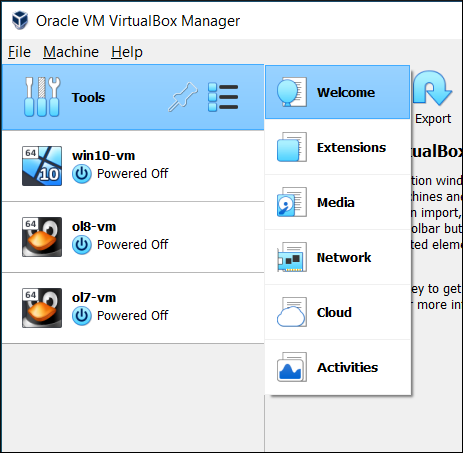 Oracle VM VirtualBox Manager
File Machine Help
Tools
64
10
win10-vm
Powered Off
64
ol8-vm
Powered Off
64
ol7-vm
Powered Off
Welcome
Extensions
Media
Network
Cloud
Activities
Export
tualBox
tion wind
chines and
n import,
olbar but
ted eleme
ey to get
r more in